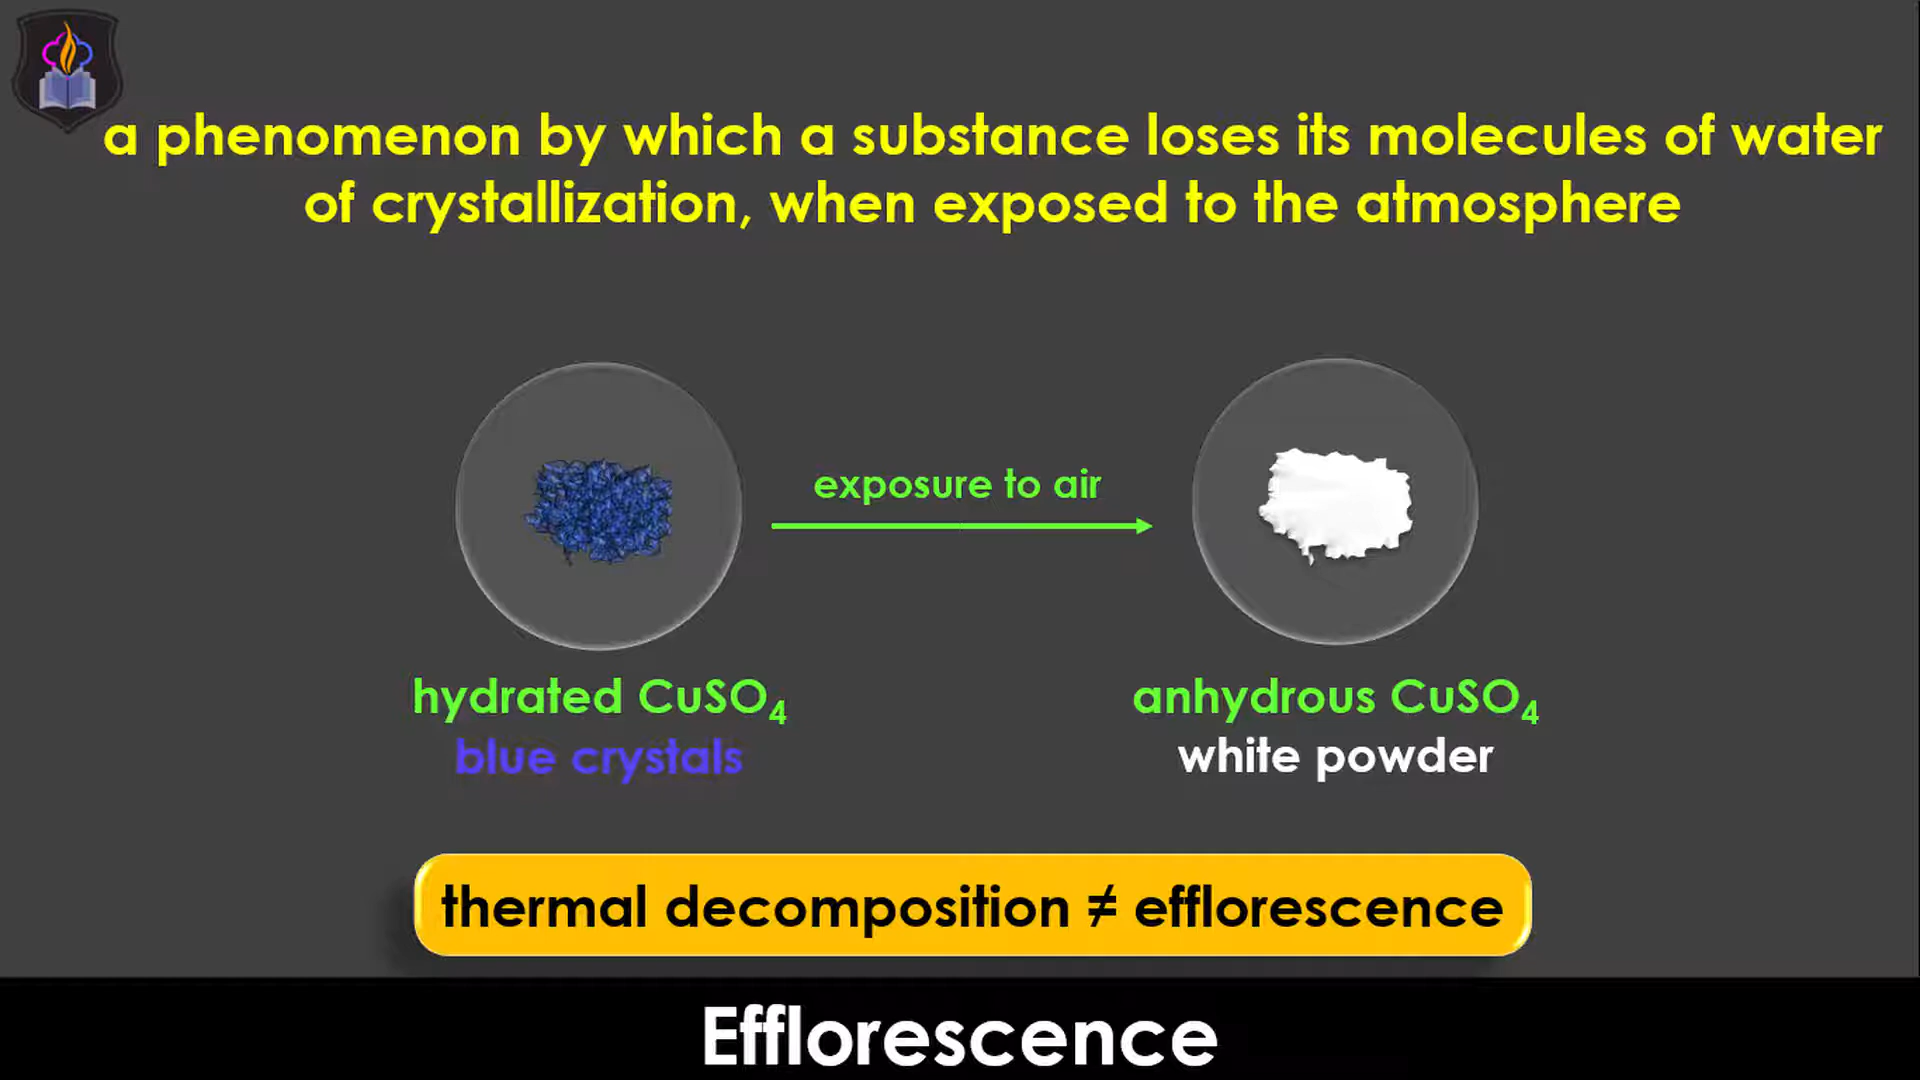 a phenomenon by which a substance loses its molecules of water
of crystallization, when exposed to the atmosphere
exposure to air
hydrated CuSO₄
blue crystals
anhydrous CuSO₄
white powder
thermal decomposition ≠ efflorescence
Efflorescence